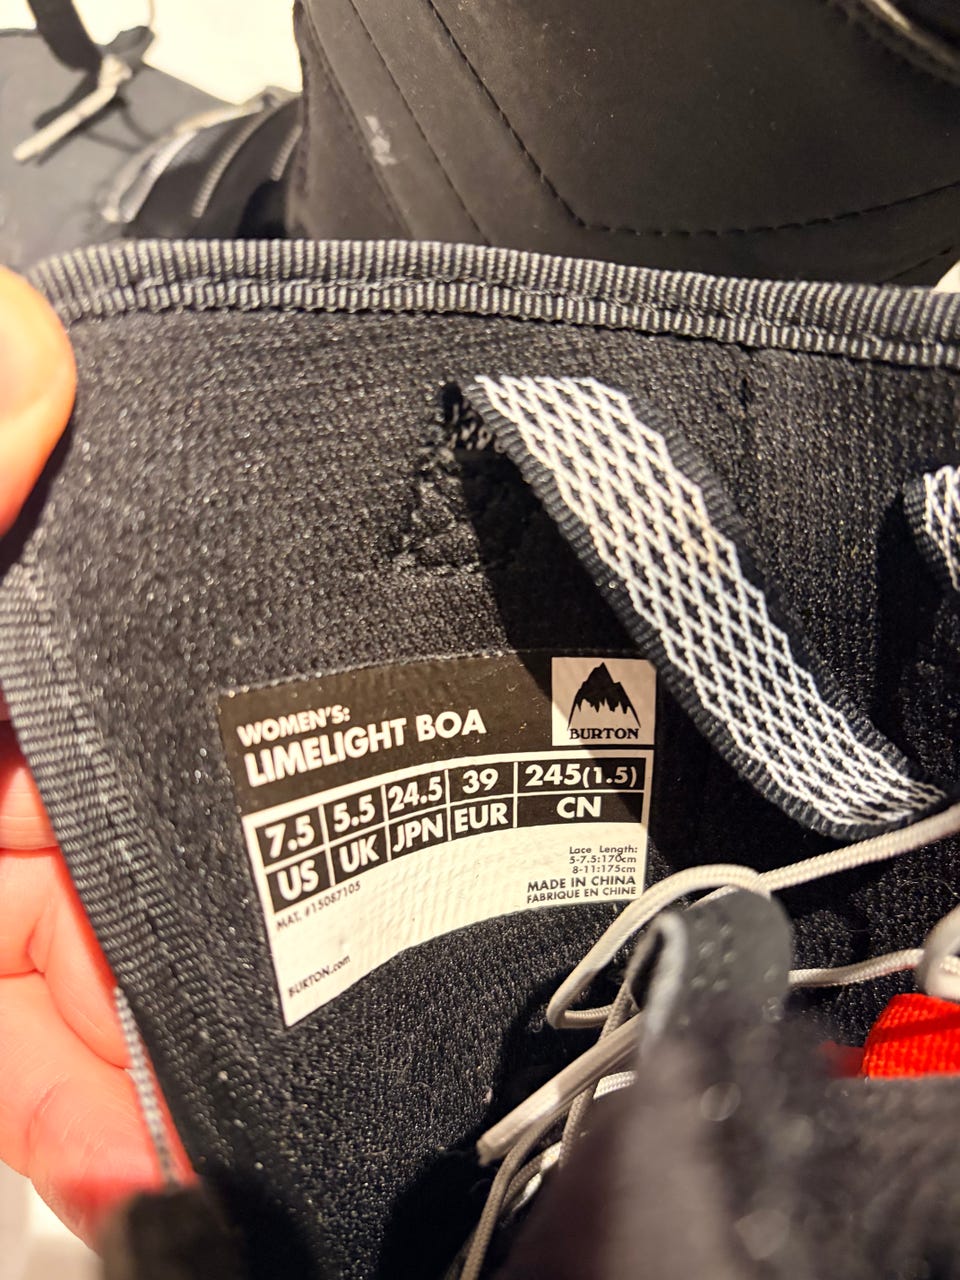 WOMEN'S:
LIMELIGHT BOA
BURTON
7.5 5.5 24.5 39 245(1.5)
US UK JPN EUR CN
MAT. #15087105
Lace Length:
5-7.5:170cm
8-11:175cm
MADE IN CHINA
FABRIQUE EN CHINE
BURTON.com